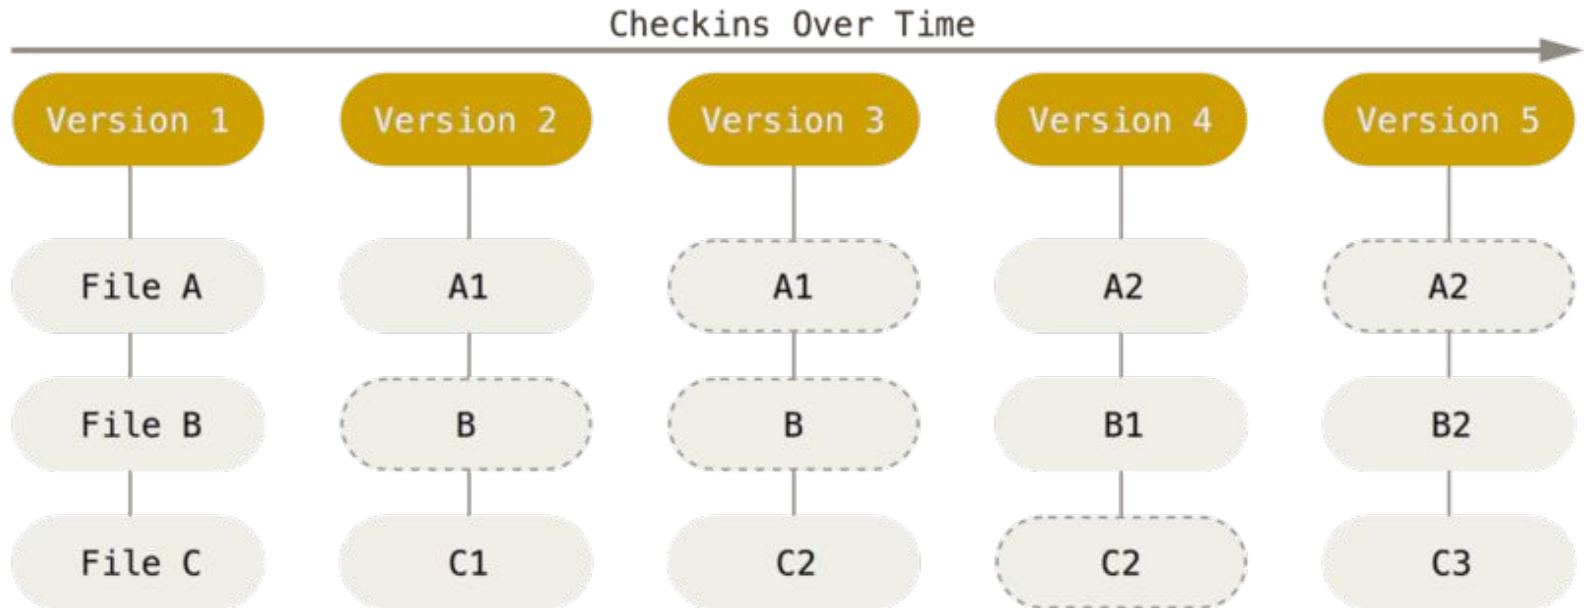 Checkins Over Time
Version 1 Version 2 Version 3 Version 4 Version 5
File A A1 A1 A2 A2
File B B B B1 B2
File C C1 C2 C2 C3